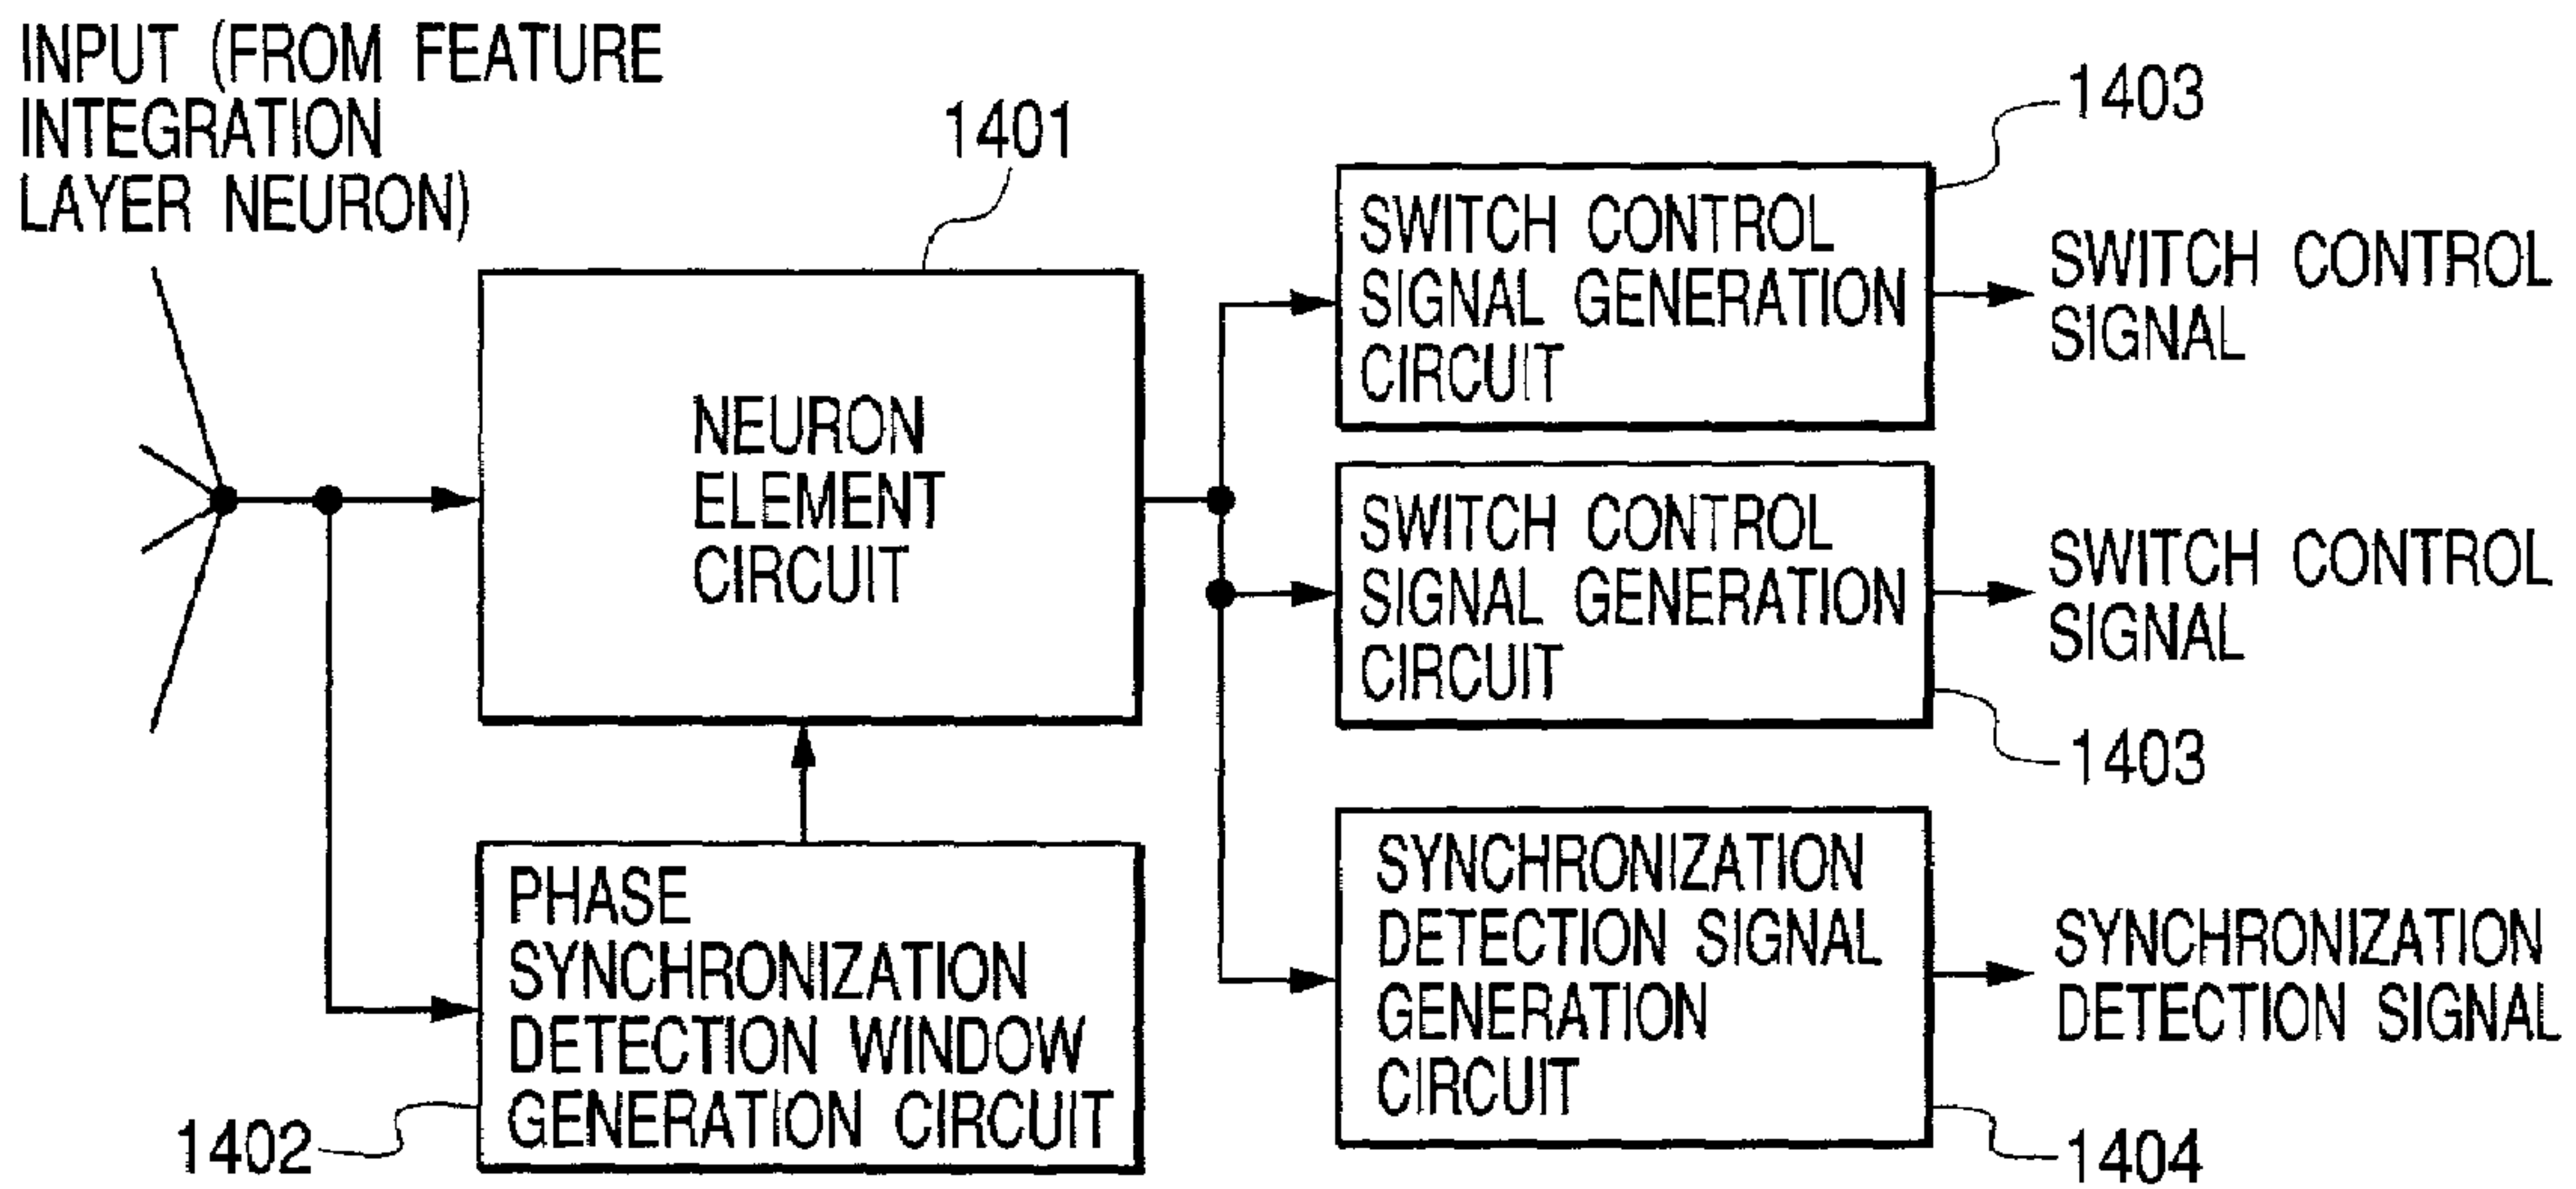 INPUT (FROM FEATURE
INTEGRATION
LAYER NEURON)
1401
NEURON
ELEMENT
CIRCUIT
PHASE
SYNCHRONIZATION
DETECTION WINDOW
GENERATION CIRCUIT
1402
1403
SWITCH CONTROL
SIGNAL GENERATION
CIRCUIT
SWITCH CONTROL
SIGNAL
SWITCH CONTROL
SIGNAL GENERATION
CIRCUIT
SWITCH CONTROL
SIGNAL
1403
SYNCHRONIZATION
DETECTION SIGNAL
GENERATION
CIRCUIT
SYNCHRONIZATION
DETECTION SIGNAL
1404